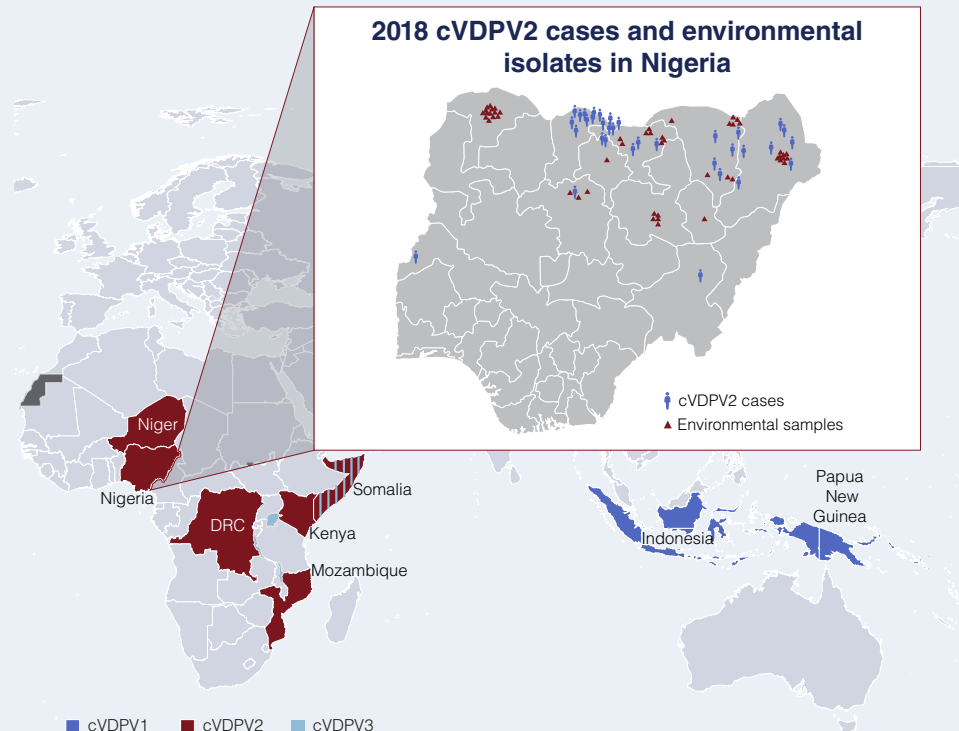 2018 cVDPV2 cases and environmental
isolates in Nigeria
cVDPV2 cases
Environmental samples
Niger
Nigeria
Somalia
DRC
Kenya
Mozambique
Papua
New
Guinea
Indonesia
cVDPV1
cVDPV2
cVDPV3